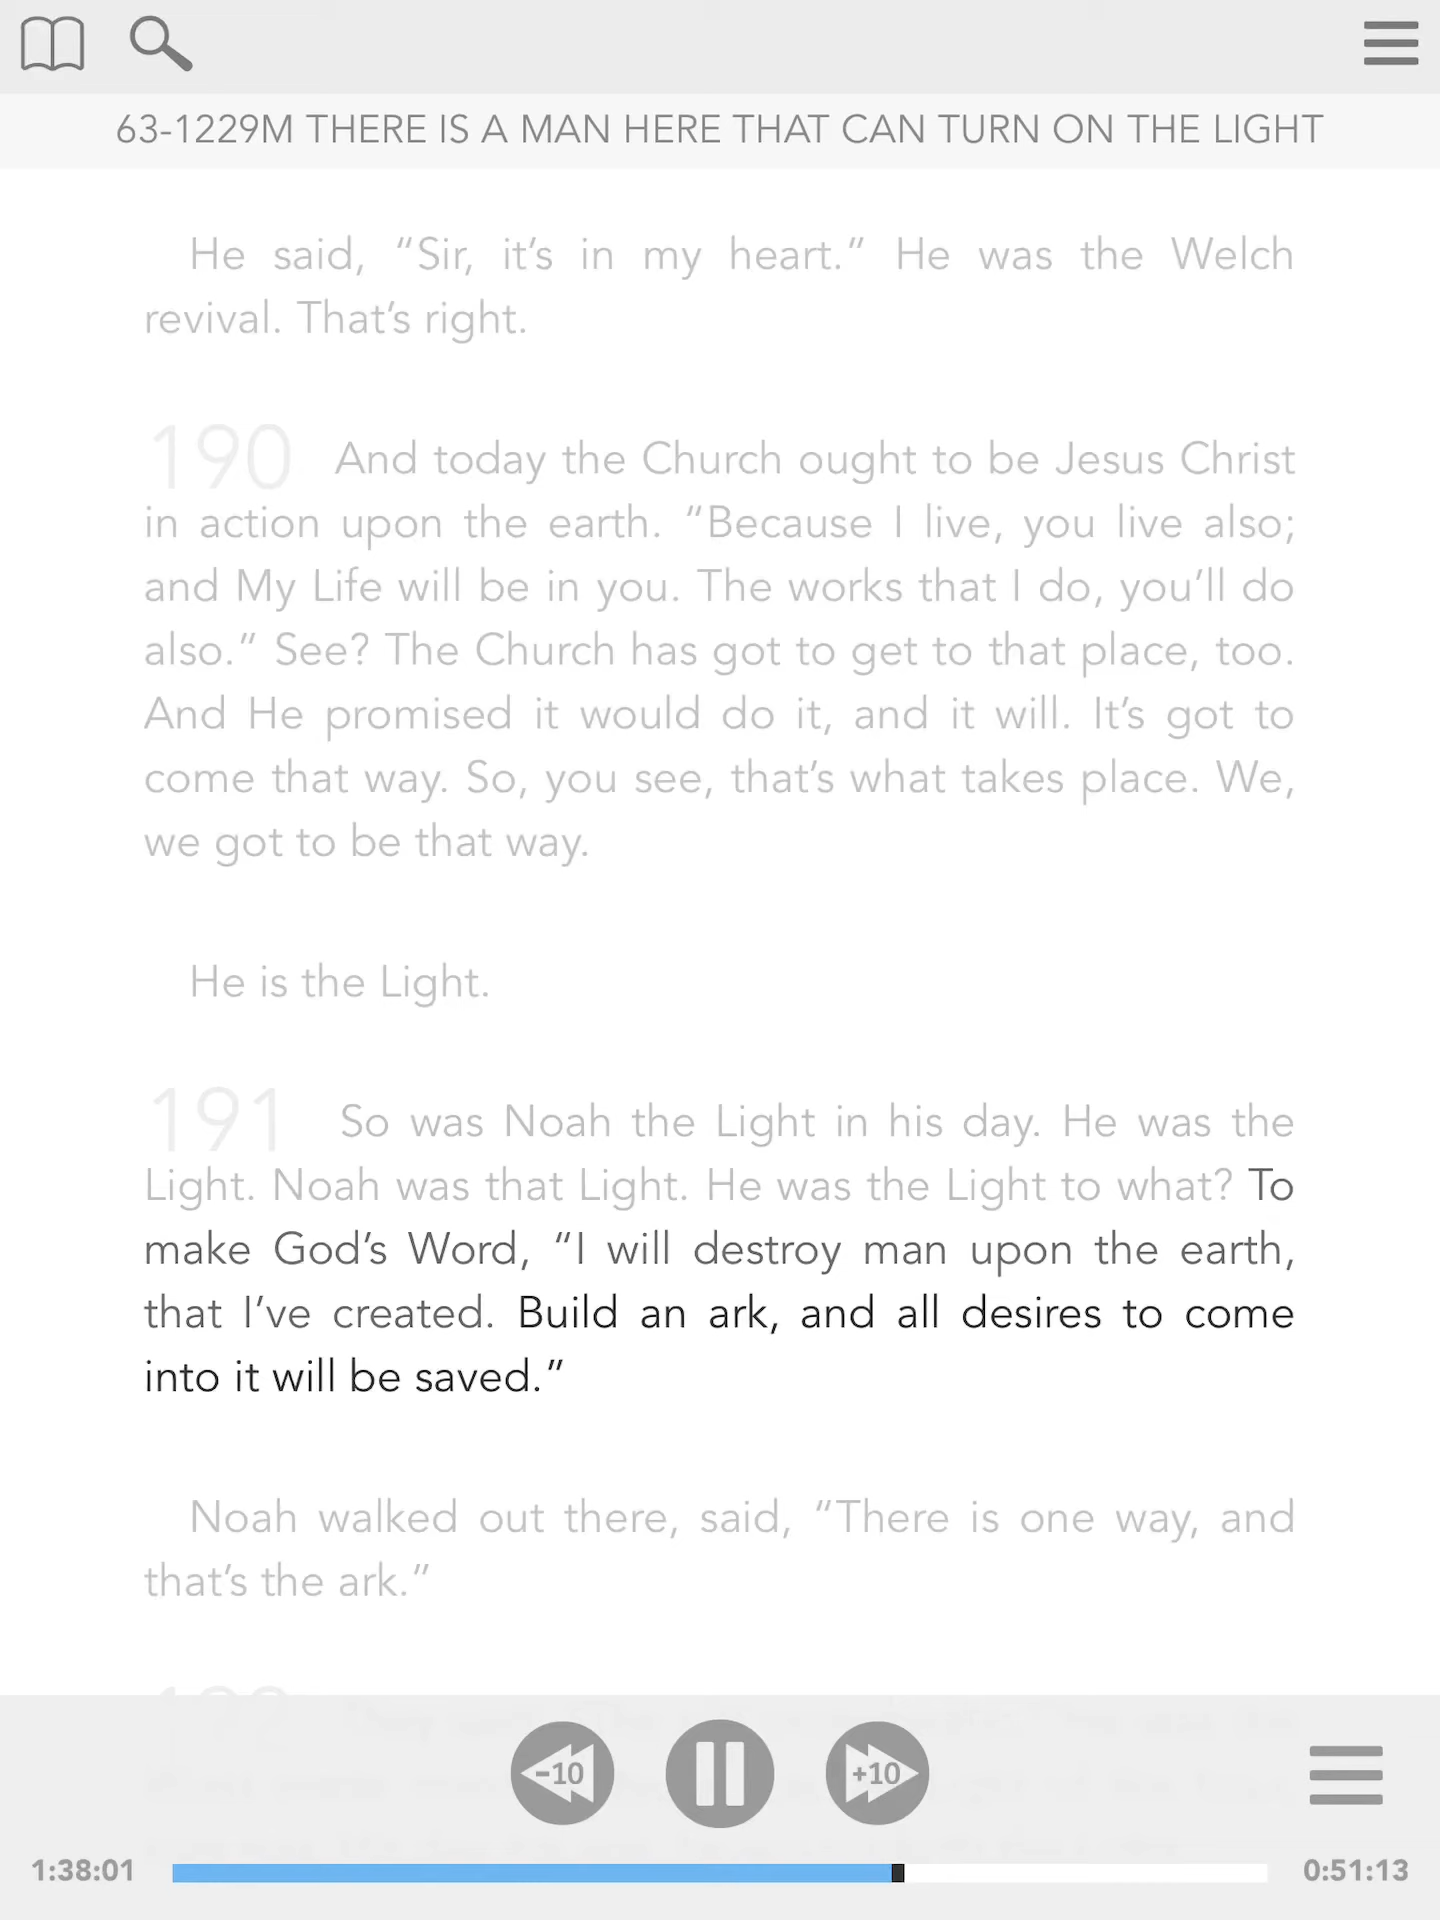 63-1229M THERE IS A MAN HERE THAT CAN TURN ON THE LIGHT
He said, “Sir, it’s in my heart.” He was the Welch
revival. That’s right.
190 And today the Church ought to be Jesus Christ
in action upon the earth. “Because I live, you live also;
and My Life will be in you. The works that I do, you’ll do
also.” See? The Church has got to get to that place, too.
And He promised it would do it, and it will. It’s got to
come that way. So, you see, that’s what takes place. We,
we got to be that way.
He is the Light.
191 So was Noah the Light in his day. He was the
Light. Noah was that Light. He was the Light to what? To
make God’s Word, “I will destroy man upon the earth,
that I’ve created. Build an ark, and all desires to come
into it will be saved.”
Noah walked out there, said, “There is one way, and
that’s the ark.”
-10 +10
1:38:01 0:51:13